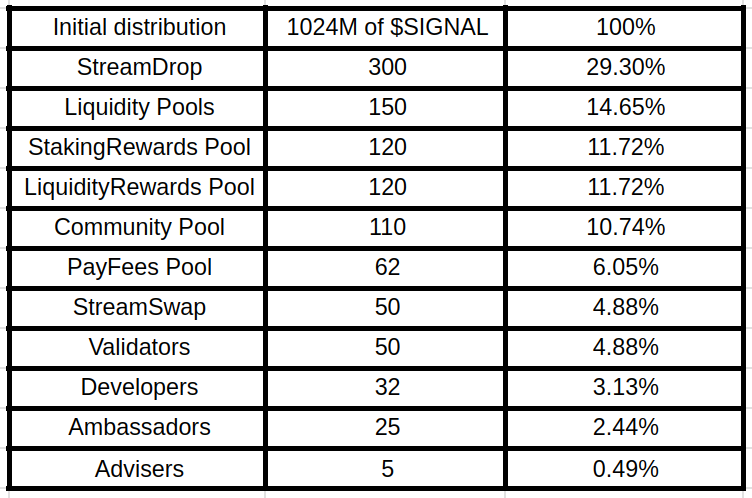 Initial distribution 1024M of $SIGNAL 100%
StreamDrop 300 29.30%
Liquidity Pools 150 14.65%
StakingRewards Pool 120 11.72%
LiquidityRewards Pool 120 11.72%
Community Pool 110 10.74%
PayFees Pool 62 6.05%
StreamSwap 50 4.88%
Validators 50 4.88%
Developers 32 3.13%
Ambassadors 25 2.44%
Advisers 5 0.49%